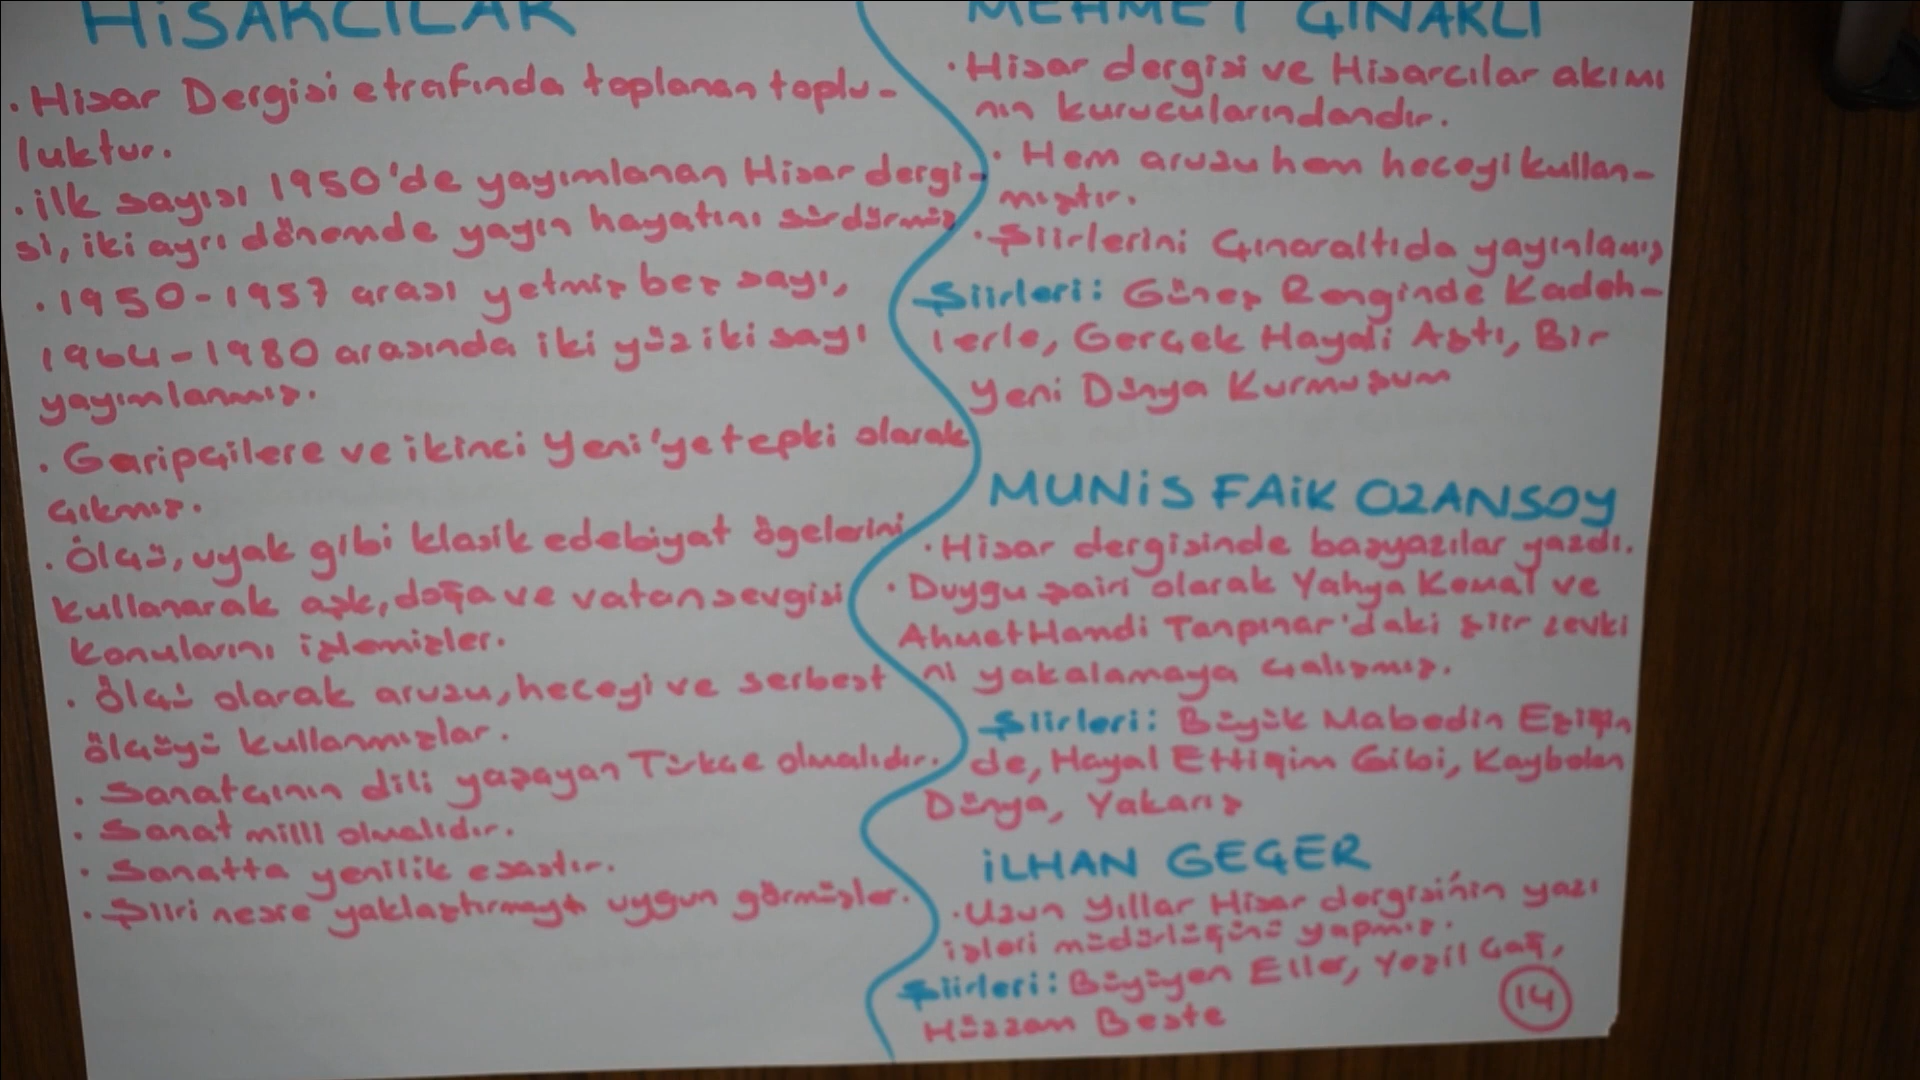 HİSARCILAR
. Hisar Dergisi etrafında toplanan toplu-
luktur.
. ilk sayısı 1950'de yayımlanan Hisar dergi-
si, iki ayrı dönemde yayın hayatını sürdürmüş
. 1950-1957 arası yetmiş beş sayı,
1964-1980 arasında iki yüz iki sayı
yayımlanmış.
. Garipçilere ve ikinci Yeni'ye tepki olarak
çıkmış.
. Ölçü, uyak gibi klasik edebiyat ögelerini
kullanarak aşk, doğa ve vatan sevgisi
konularını işlemişler.
. Ölçü olarak aruzu, heceyi ve serbest
ölçüyü kullanmışlar.
. Sanatçının dili yaşayan Türkçe olmalıdır.
. Sanat milli olmalıdır.
. Sanatta yenilik esastır.
. Şiiri nesre yaklaştırmayı uygun görmüşler.
MEHMET ÇINARLI
. Hisar dergisi ve Hisarcılar akımı
nın kurucularındandır.
. Hem aruzu hem heceyi kullan-
mıştır.
. Şiirlerini Çınaraltıda yayınlamış
Şiirleri: Güneş Renginde Kadeh-
lerle, Gerçek Hayali Aştı, Bir
Yeni Dünya Kurmuşum
MUNİS FAİK OZANSOY
. Hisar dergisinde başyazılar yazdı.
. Duygu şairi olarak Yahya Kemal ve
Ahmet Hamdi Tanpınar'daki şiir zevki
ni yakalamaya çalışmış.
Şiirleri: Büyük Mabedin Eşiğin
de, Hayal Ettiğim Gibi, Kaybolan
Dünya, Yakarış
İLHAN GEÇER
. Uzun Yıllar Hisar dergisi'nin yazı
işleri müdürlüğünü yapmış.
Şiirleri: Büyüyen Eller, Yeşil Çağ,
Hüzzam Beste
14